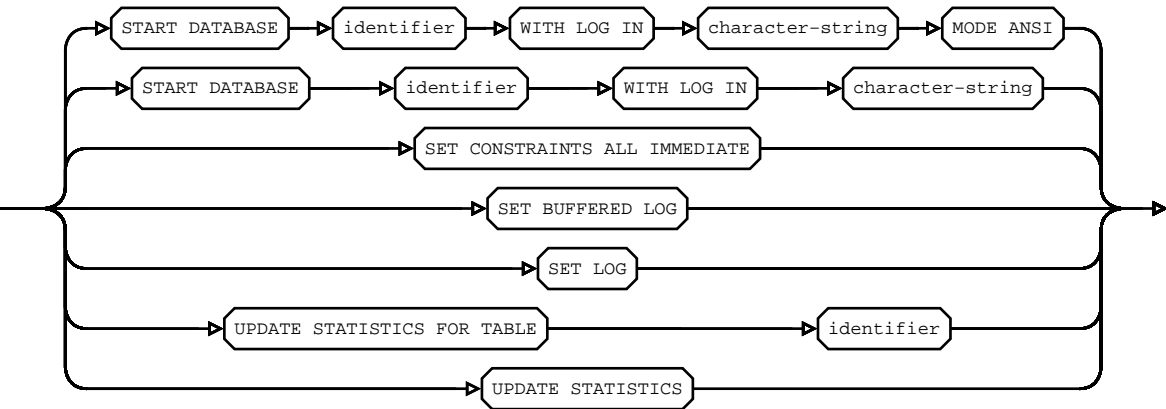 START DATABASE identifier WITH LOG IN character-string MODE ANSI
START DATABASE identifier WITH LOG IN character-string
SET CONSTRAINTS ALL IMMEDIATE
SET BUFFERED LOG
SET LOG
UPDATE STATISTICS FOR TABLE identifier
UPDATE STATISTICS